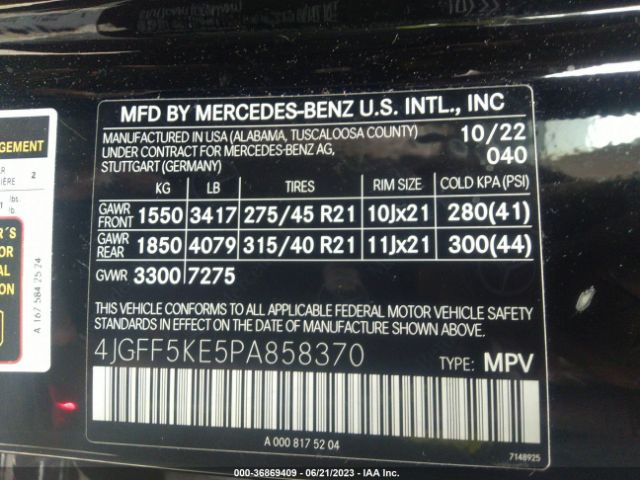 MFD BY MERCEDES-BENZ U.S. INTL., INC
MANUFACTURED IN USA (ALABAMA, TUSCALOOSA COUNTY) 10/22
UNDER CONTRACT FOR MERCEDES-BENZ AG, 040
STUTTGART (GERMANY)
KG LB TIRES RIM SIZE COLD KPA (PSI)
GAWR FRONT 1550 3417 275/45 R21 10Jx21 280(41)
GAWR REAR 1850 4079 315/40 R21 11Jx21 300(44)
GVWR 3300 7275
THIS VEHICLE CONFORMS TO ALL APPLICABLE FEDERAL MOTOR VEHICLE SAFETY
STANDARDS IN EFFECT ON THE DATE OF MANUFACTURE SHOWN ABOVE.
4JGFF5KE5PA858370 TYPE: MPV
A 000 817 52 04
7148925
NAGEMENT
2
lbs
lb
A 167 584 25 24
000-36869409 - 06/21/2023 - IAA Inc.